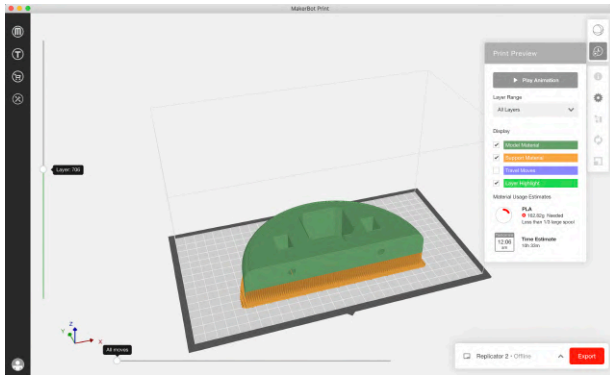 MakerBot Print
Print Preview
Play Animation
Layer Range
All Layers
Display
Model Material
Support Material
Travel Moves
Layer Highlight
Material Usage Estimates
PLA
Needed
Less than 1/3 large spool
12:06
am
Time Estimate
Layer: 706
Z
Y
X
All moves
Replicator 2 - Offline
Export